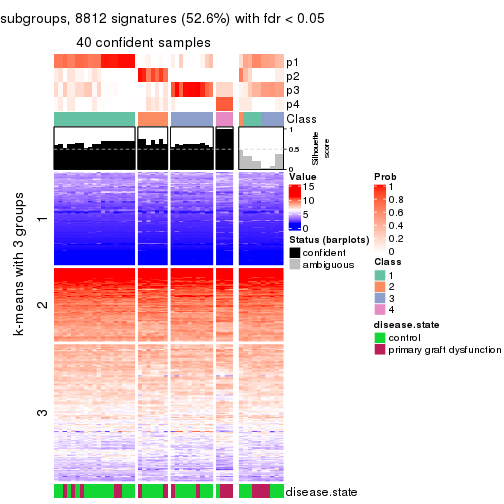 subgroups, 8812 signatures (52.6%) with fdr < 0.05
40 confident samples
p1
p2
p3
p4
Class
1
0.5
0
Silhouette
score
k-means with 3 groups
1
2
3
Value
15
10
5
0
Status (barplots)
confident
ambiguous
Prob
1
0.8
0.6
0.4
0.2
0
Class
1
2
3
4
disease.state
control
primary graft dysfunction
disease.state